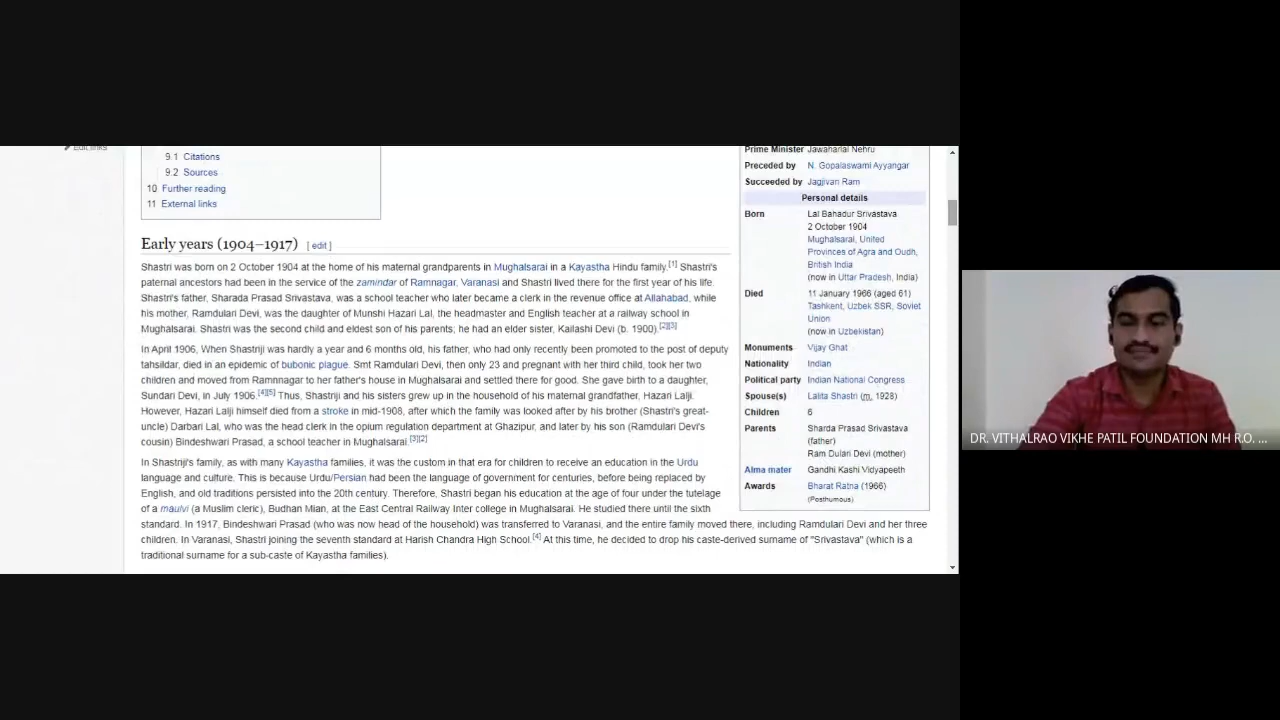 Edit links
9.1 Citations
9.2 Sources
10 Further reading
11 External links
Early years (1904–1917) [ edit ]
Shastri was born on 2 October 1904 at the home of his maternal grandparents in Mughalsarai in a Kayastha Hindu family.[1] Shastri's
paternal ancestors had been in the service of the zamindar of Ramnagar, Varanasi and Shastri lived there for the first year of his life.
Shastri's father, Sharada Prasad Srivastava, was a school teacher who later became a clerk in the revenue office at Allahabad, while
his mother, Ramdulari Devi, was the daughter of Munshi Hazari Lal, the headmaster and English teacher at a railway school in
Mughalsarai. Shastri was the second child and eldest son of his parents; he had an elder sister, Kailashi Devi (b. 1900).[2][3]
In April 1906, When Shastriji was hardly a year and 6 months old, his father, who had only recently been promoted to the post of deputy
tahsildar, died in an epidemic of bubonic plague. Smt Ramdulari Devi, then only 23 and pregnant with her third child, took her two
children and moved from Ramnagar to her father's house in Mughalsarai and settled there for good. She gave birth to a daughter,
Sundari Devi, in July 1906.[4][5] Thus, Shastriji and his sisters grew up in the household of his maternal grandfather, Hazari Lalji.
However, Hazari Lalji himself died from a stroke in mid-1908, after which the family was looked after by his brother (Shastri's great-
uncle) Darbari Lal, who was the head clerk in the opium regulation department at Ghazipur, and later by his son (Ramdulari Devi's
cousin) Bindeshwari Prasad, a school teacher in Mughalsarai.[3][2]
In Shastriji's family, as with many Kayastha families, it was the custom in that era for children to receive an education in the Urdu
language and culture. This is because Urdu/Persian had been the language of government for centuries, before being replaced by
English, and old traditions persisted into the 20th century. Therefore, Shastri began his education at the age of four under the tutelage
of a maulvi (a Muslim cleric), Budhan Mian, at the East Central Railway Inter college in Mughalsarai. He studied there until the sixth
standard. In 1917, Bindeshwari Prasad (who was now head of the household) was transferred to Varanasi, and the entire family moved there, including Ramdulari Devi and her three
children. In Varanasi, Shastri joining the seventh standard at Harish Chandra High School.[4] At this time, he decided to drop his caste-derived surname of "Srivastava" (which is a
traditional surname for a sub-caste of Kayastha families).
Prime Minister Jawaharlal Nehru
Preceded by N. Gopalaswami Ayyangar
Succeeded by Jagjivan Ram
Personal details
Born Lal Bahadur Srivastava
2 October 1904
Mughalsarai, United
Provinces of Agra and Oudh,
British India
(now in Uttar Pradesh, India)
Died 11 January 1966 (aged 61)
Tashkent, Uzbek SSR, Soviet
Union
(now in Uzbekistan)
Monuments Vijay Ghat
Nationality Indian
Political party Indian National Congress
Spouse(s) Lalita Shastri (m. 1928)
Children 6
Parents Sharda Prasad Srivastava
(father)
Ram Dulari Devi (mother)
Alma mater Gandhi Kashi Vidyapeeth
Awards Bharat Ratna (1966)
(Posthumous)
DR. VITHALRAO VIKHE PATIL FOUNDATION MH R.O. ...